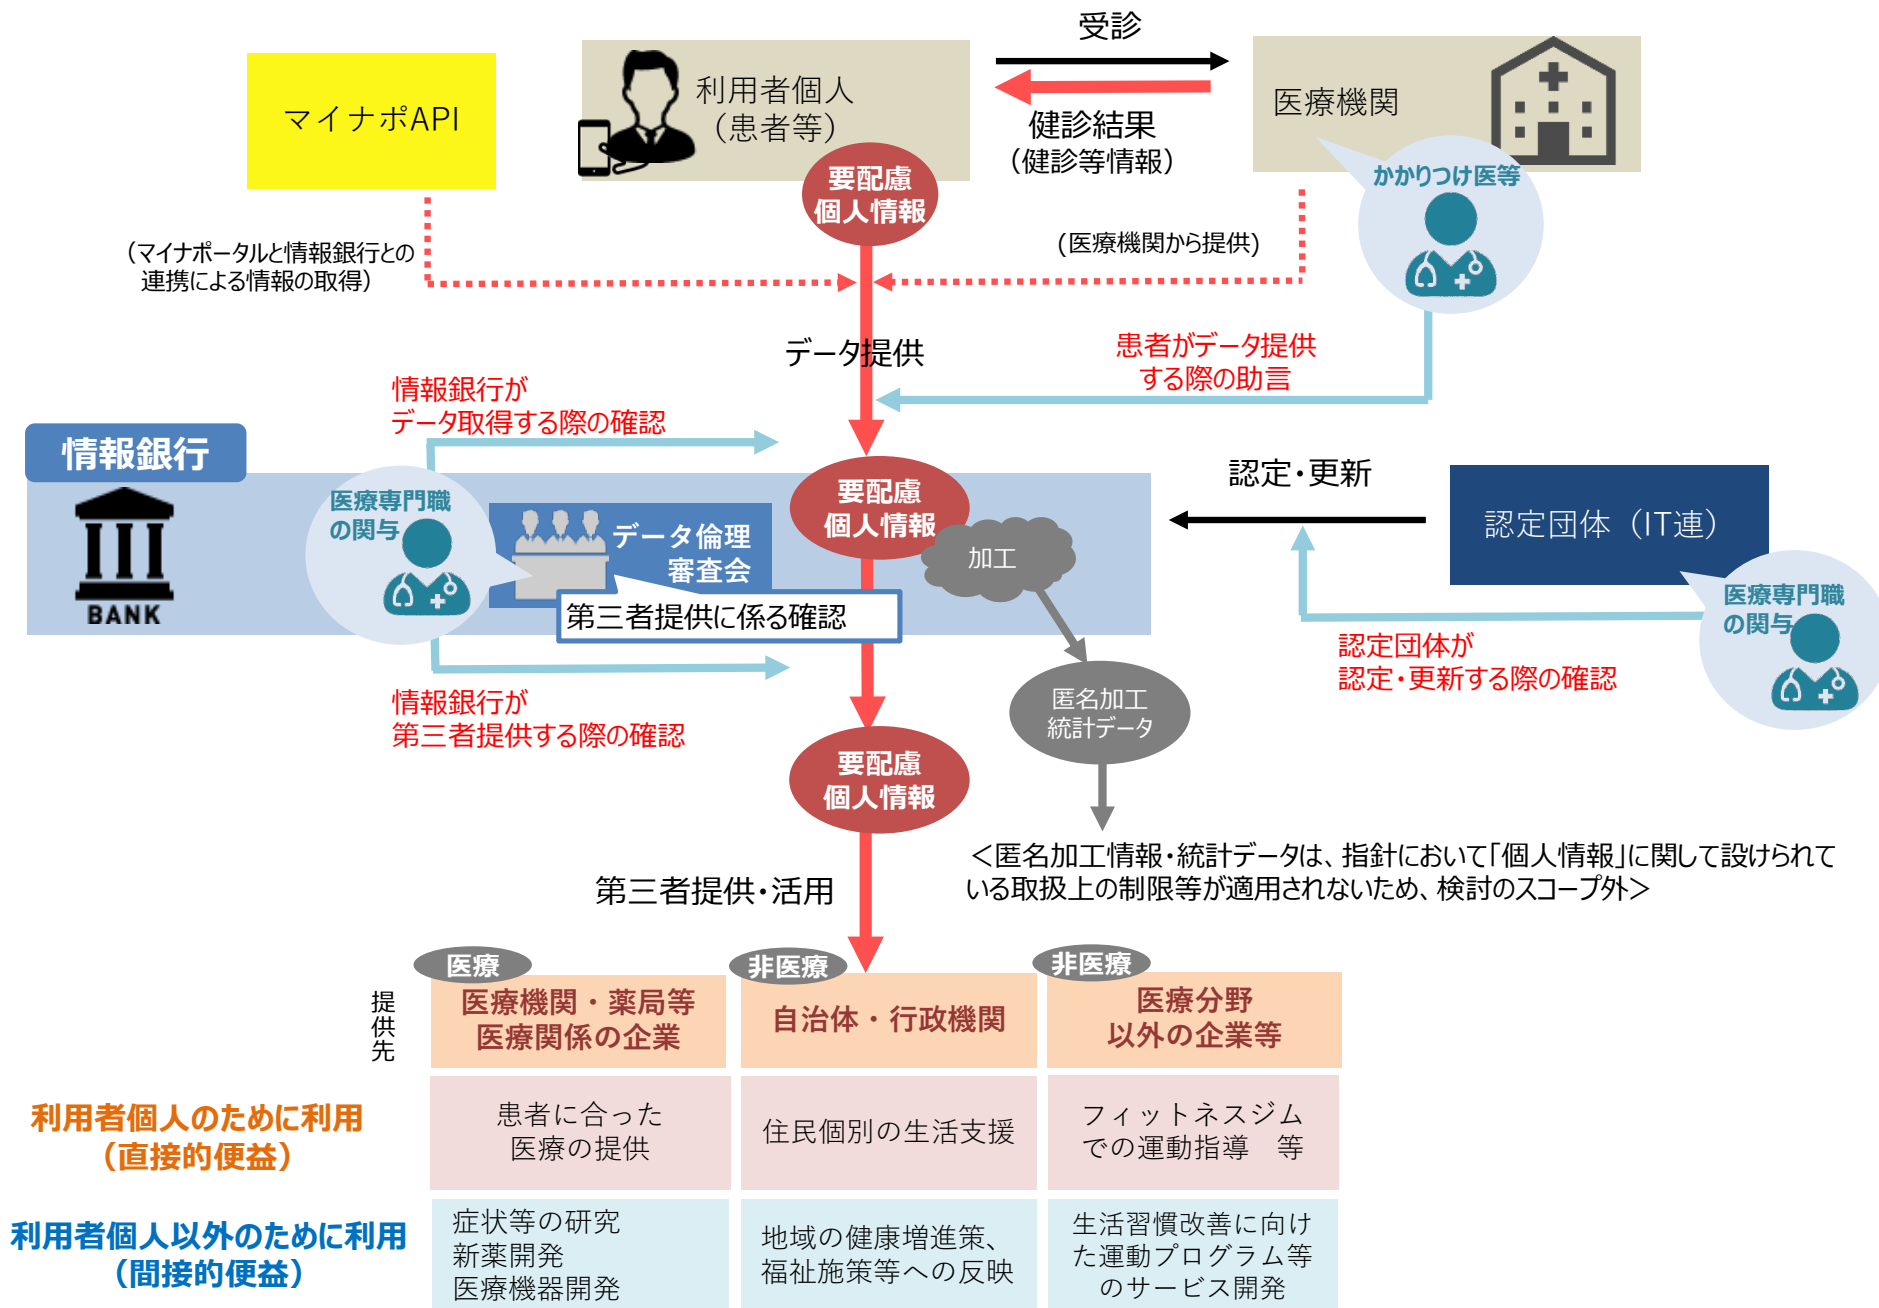 受診
マイナポAPI
利用者個人
（患者等）
医療機関
健診結果
（健診等情報）
要配慮
個人情報
かかりつけ医等
（マイナポータルと情報銀行との
連携による情報の取得）
(医療機関から提供)
データ提供
患者がデータ提供
する際の助言
情報銀行が
データ取得する際の確認
情報銀行
認定・更新
医療専門職
の関与
要配慮
個人情報
データ倫理
審査会
加工
認定団体（IT連）
BANK
第三者提供に係る確認
医療専門職
の関与
認定団体が
認定・更新する際の確認
情報銀行が
第三者提供する際の確認
匿名加工
統計データ
要配慮
個人情報
＜匿名加工情報・統計データは、指針において「個人情報」に関して設けられて
いる取扱上の制限等が適用されないため、検討のスコープ外＞
第三者提供・活用
医療
非医療
非医療
提供先
医療機関・薬局等
医療関係の企業
自治体・行政機関
医療分野
以外の企業等
利用者個人のために利用
（直接的便益）
患者に合った
医療の提供
住民個別の生活支援
フィットネスジム
での運動指導　等
利用者個人以外のために利用
（間接的便益）
症状等の研究
新薬開発
医療機器開発
地域の健康増進策、
福祉施策等への反映
生活習慣改善に向け
た運動プログラム等
のサービス開発